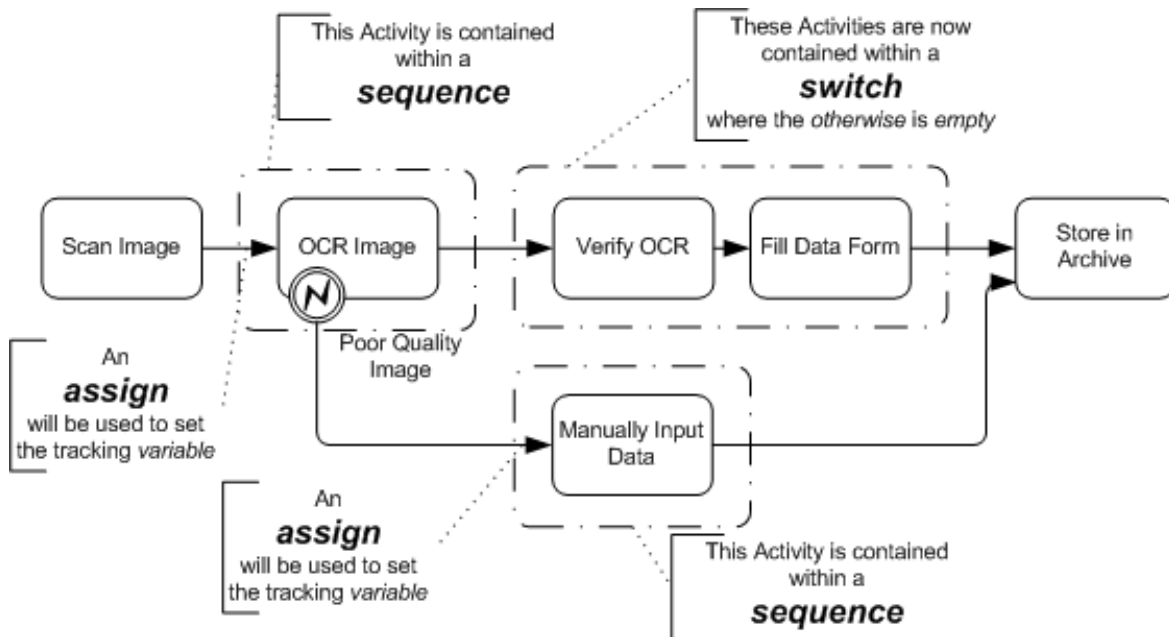 This Activity is contained
within a
sequence
These Activities are now
contained within a
switch
where the otherwise is empty
Scan Image
OCR Image
Verify OCR
Fill Data Form
Store in
Archive
Poor Quality
Image
An
assign
will be used to set
the tracking variable
Manually Input
Data
An
assign
will be used to set
the tracking variable
This Activity is contained
within a
sequence